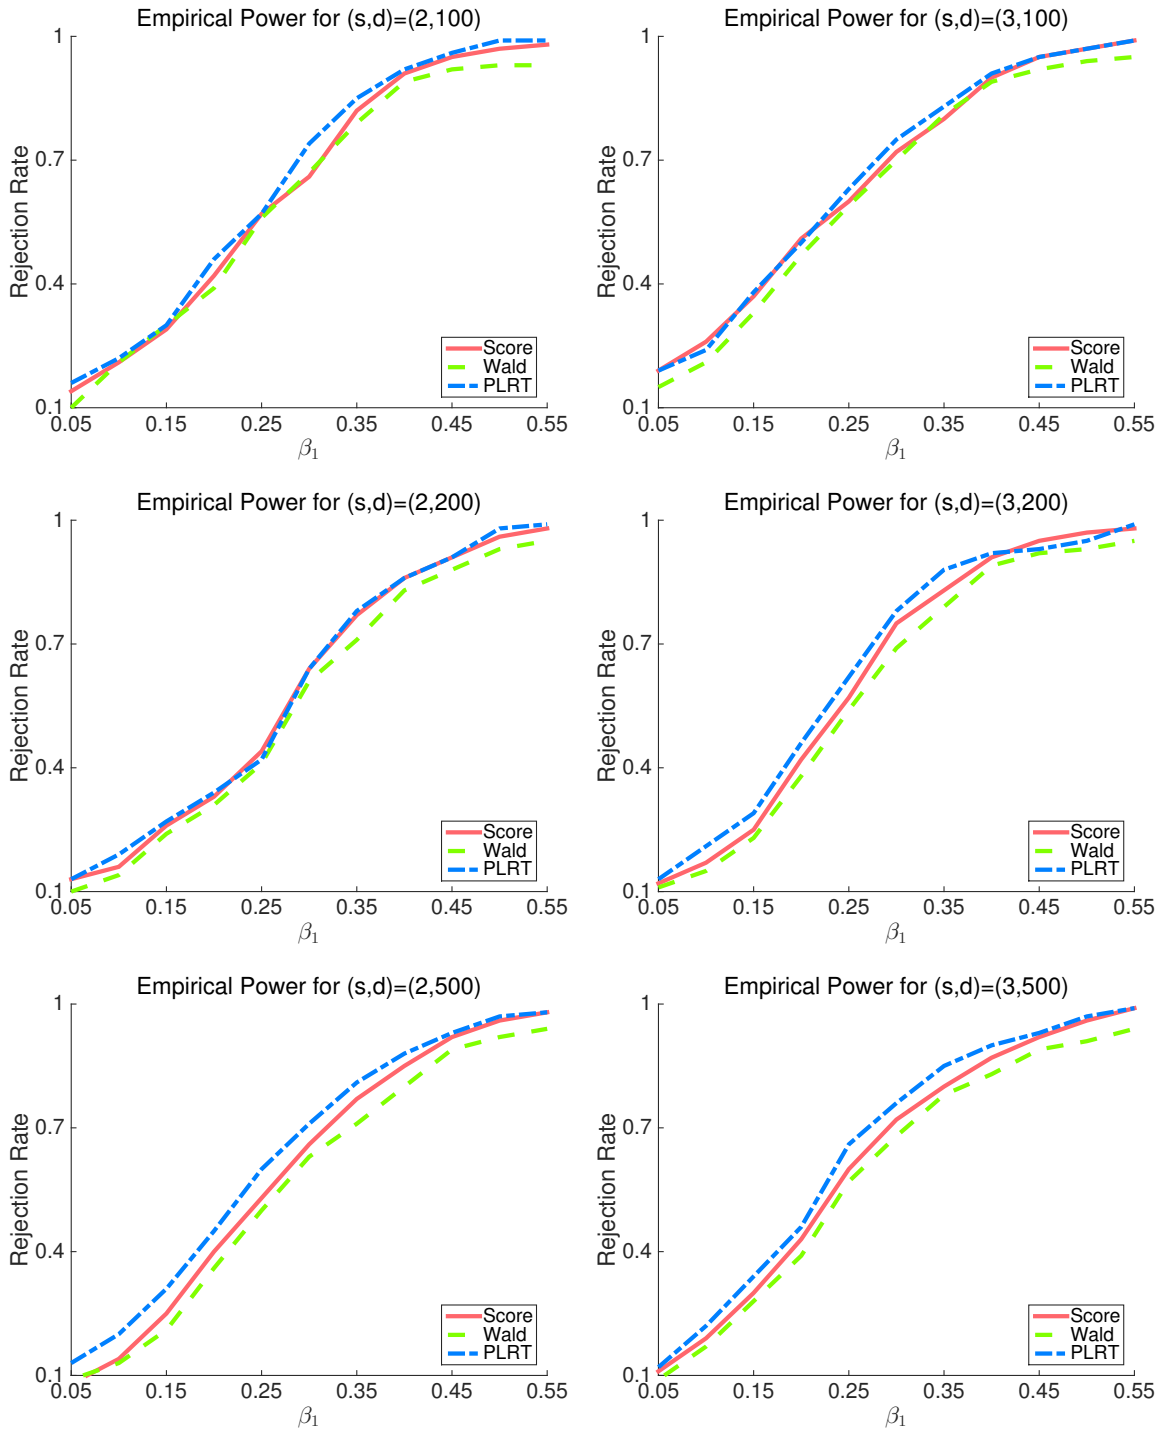 Empirical Power for (s,d)=(2,100)
1
0.7
0.4
0.1
Rejection Rate
0.05 0.15 0.25 0.35 0.45 0.55
β1
Score
Wald
PLRT
Empirical Power for (s,d)=(3,100)
1
0.7
0.4
0.1
Rejection Rate
0.05 0.15 0.25 0.35 0.45 0.55
β1
Score
Wald
PLRT
Empirical Power for (s,d)=(2,200)
1
0.7
0.4
0.1
Rejection Rate
0.05 0.15 0.25 0.35 0.45 0.55
β1
Score
Wald
PLRT
Empirical Power for (s,d)=(3,200)
1
0.7
0.4
0.1
Rejection Rate
0.05 0.15 0.25 0.35 0.45 0.55
β1
Score
Wald
PLRT
Empirical Power for (s,d)=(2,500)
1
0.7
0.4
0.1
Rejection Rate
0.05 0.15 0.25 0.35 0.45 0.55
β1
Score
Wald
PLRT
Empirical Power for (s,d)=(3,500)
1
0.7
0.4
0.1
Rejection Rate
0.05 0.15 0.25 0.35 0.45 0.55
β1
Score
Wald
PLRT